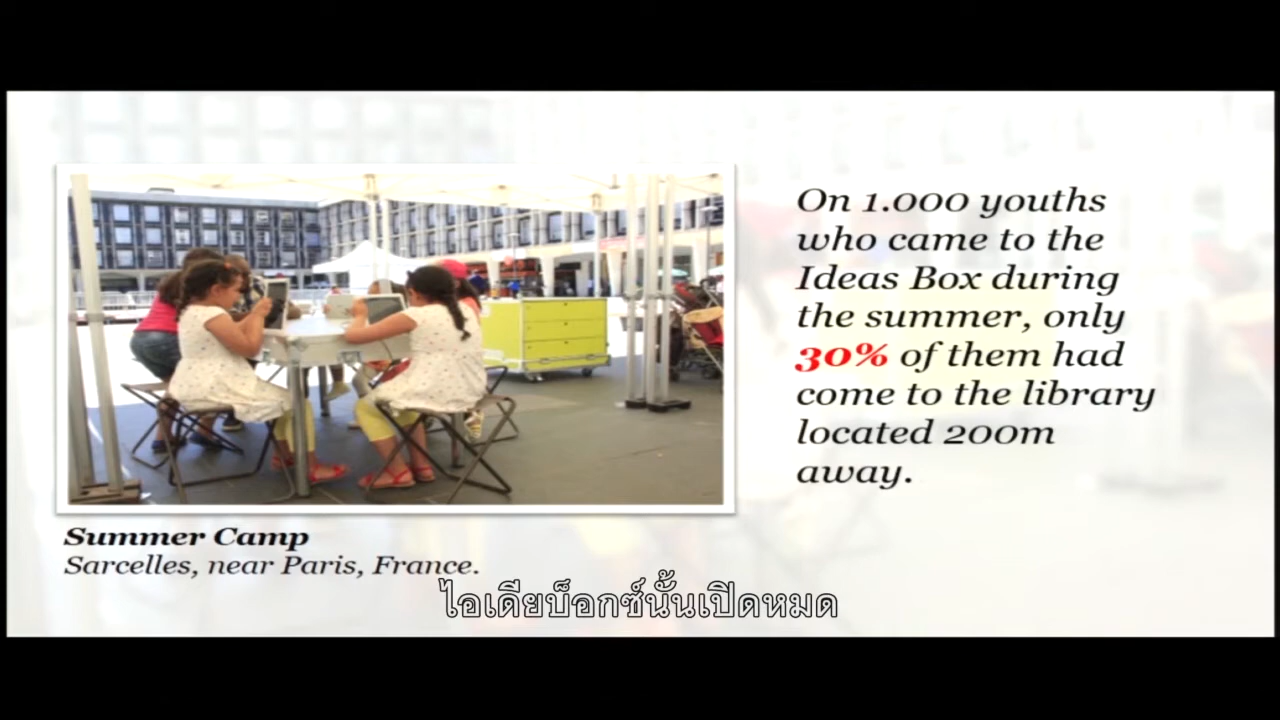 On 1.000 youths
who came to the
Ideas Box during
the summer, only
30% of them had
come to the library
located 200m
away.
Summer Camp
Sarcelles, near Paris, France.
ไอเดียบ็อกซ์นั้นเปิดหมด